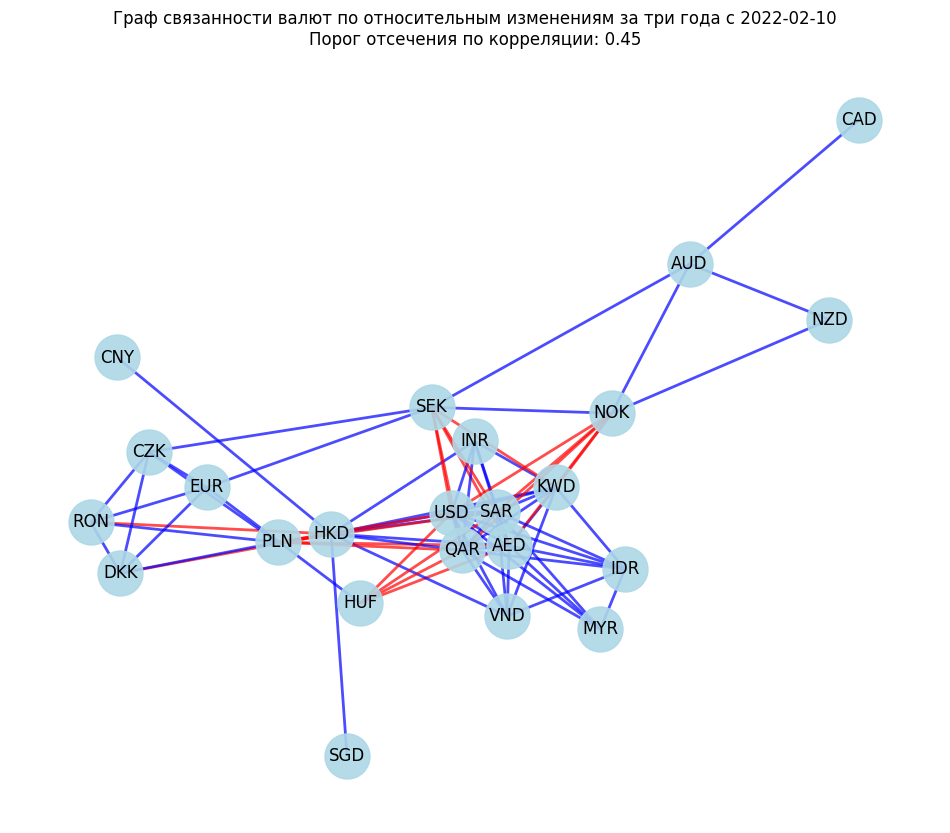 Граф связанности валют по относительным изменениям за три года с 2022-02-10
Порог отсечения по корреляции: 0.45
CAD
AUD
NZD
CNY
SEK
NOK
INR
CZK
EUR
KWD
USD
SAR
RON
HKD
PLN
AED
QAR
IDR
DKK
HUF
VND
MYR
SGD